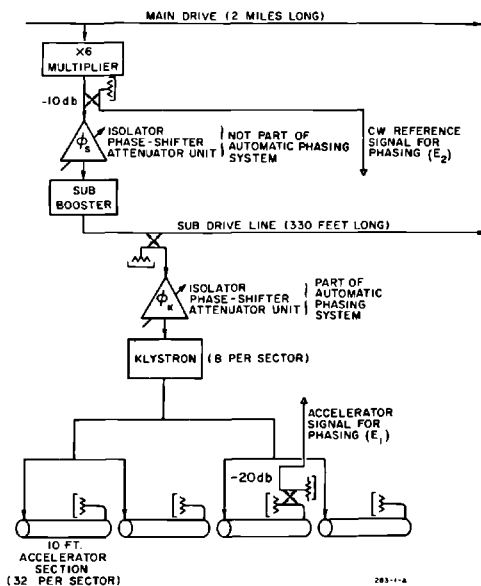 MAIN DRIVE (2 MILES LONG)
X6
MULTIPLIER
-10db
ϕs
ISOLATOR
PHASE-SHIFTER
ATTENUATOR UNIT
NOT PART OF
AUTOMATIC PHASING
SYSTEM
CW REFERENCE
SIGNAL FOR
PHASING (E2)
SUB
BOOSTER
SUB DRIVE LINE (330 FEET LONG)
ϕK
ISOLATOR
PHASE-SHIFTER
ATTENUATOR UNIT
PART OF
AUTOMATIC
PHASING
SYSTEM
KLYSTRON
(8 PER SECTOR)
ACCELERATOR
SIGNAL FOR
PHASING (E1)
-20db
10 FT.
ACCELERATOR
SECTION
(32 PER SECTOR)
283-1-A